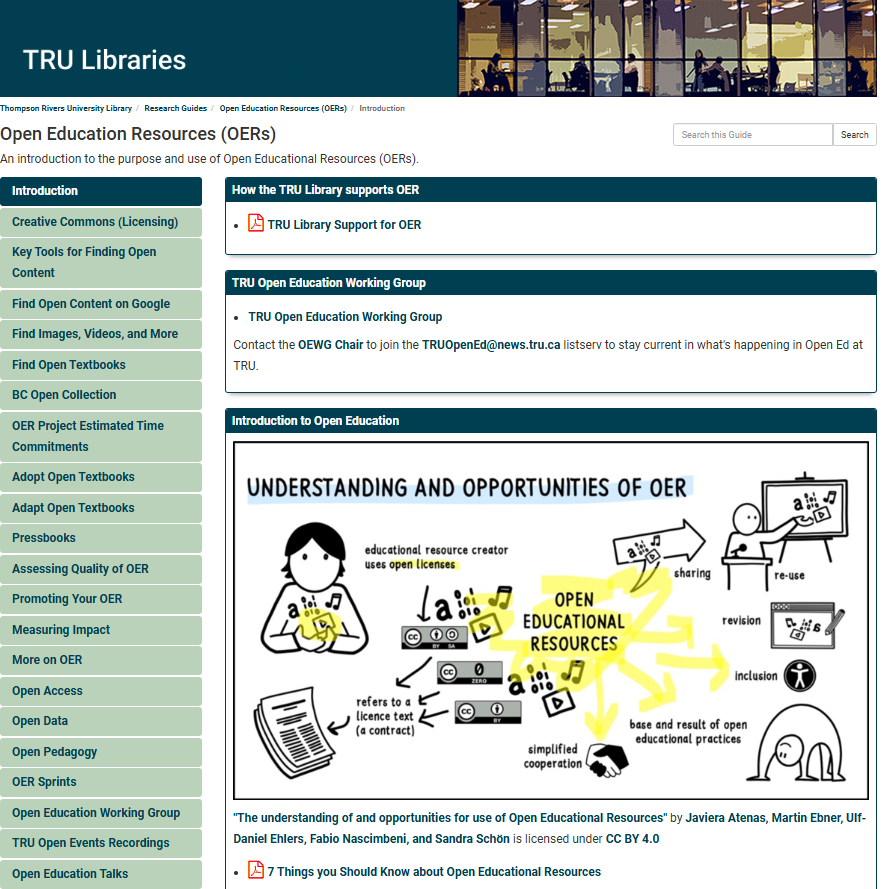 TRU Libraries
Thompson Rivers University Library / Research Guides / Open Education Resources (OERs) / Introduction
Open Education Resources (OERs)
Search this Guide
Search
An introduction to the purpose and use of Open Educational Resources (OERs).
Introduction
Creative Commons (Licensing)
Key Tools for Finding Open
Content
Find Open Content on Google
Find Images, Videos, and More
Find Open Textbooks
BC Open Collection
OER Project Estimated Time
Commitments
Adopt Open Textbooks
Adapt Open Textbooks
Pressbooks
Assessing Quality of OER
Promoting Your OER
Measuring Impact
More on OER
Open Access
Open Data
Open Pedagogy
OER Sprints
Open Education Working Group
TRU Open Events Recordings
Open Education Talks
How the TRU Library supports OER
TRU Library Support for OER
TRU Open Education Working Group
TRU Open Education Working Group
Contact the OEWG Chair to join the TRUOpenEd@news.tru.ca listserv to stay current in what's happening in Open Ed at
TRU.
Introduction to Open Education
UNDERSTANDING AND OPPORTUNITIES OF OER
educational resource creator
uses open licenses
a
a
cc
BY SA
cc 0
ZERO
cc
BY
a
refers to a
licence text
(a contract)
OPEN
EDUCATIONAL
RESOURCES
a
sharing
a
re-use
revision
inclusion
base and result of open
educational practices
simplified
cooperation
"The understanding of and opportunities for use of Open Educational Resources" by Javiera Atenas, Martin Ebner, Ulf-
Daniel Ehlers, Fabio Nascimbeni, and Sandra Schön is licensed under CC BY 4.0
7 Things you Should Know about Open Educational Resources